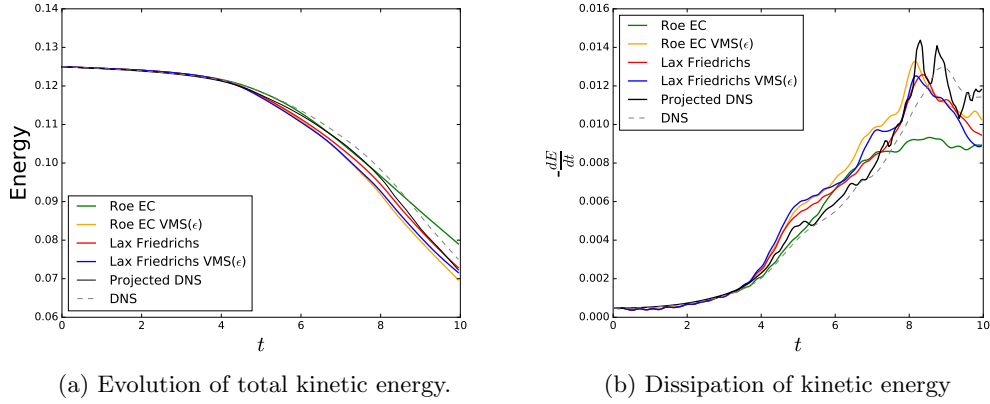 0.14
0.13
0.12
0.11
0.10
0.09
0.08
0.07
0.06
Energy
Roe EC
Roe EC VMS(ϵ)
Lax Friedrichs
Lax Friedrichs VMS(ϵ)
Projected DNS
DNS
0 2 4 6 8 10
t
(a) Evolution of total kinetic energy.
0.016
0.014
0.012
0.010
0.008
0.006
0.004
0.002
0.000
-dE/dt
Roe EC
Roe EC VMS(ϵ)
Lax Friedrichs
Lax Friedrichs VMS(ϵ)
Projected DNS
DNS
0 2 4 6 8 10
t
(b) Dissipation of kinetic energy